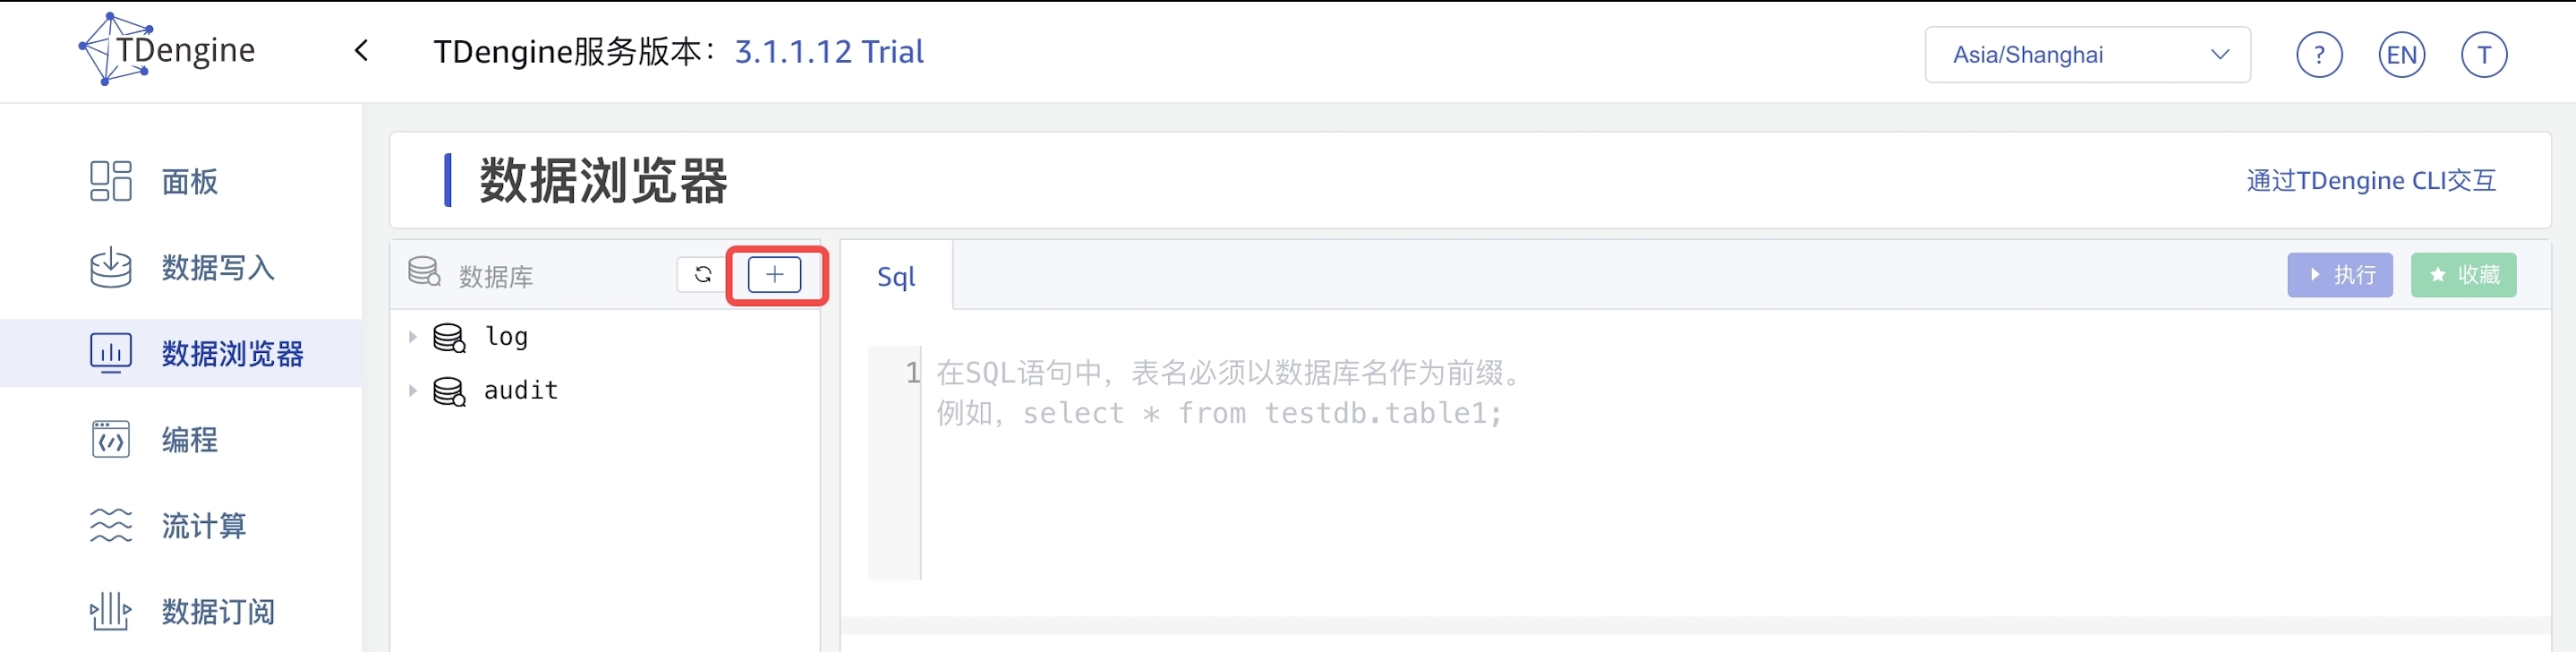 TDengine
TDengine服务版本：3.1.1.12 Trial
Asia/Shanghai
?
EN
T
面板
数据写入
数据浏览器
编程
流计算
数据订阅
数据浏览器
通过TDengine CLI交互
数据库
log
audit
Sql
执行
收藏
1 在SQL语句中，表名必须以数据库名作为前缀。
例如，select * from testdb.table1;